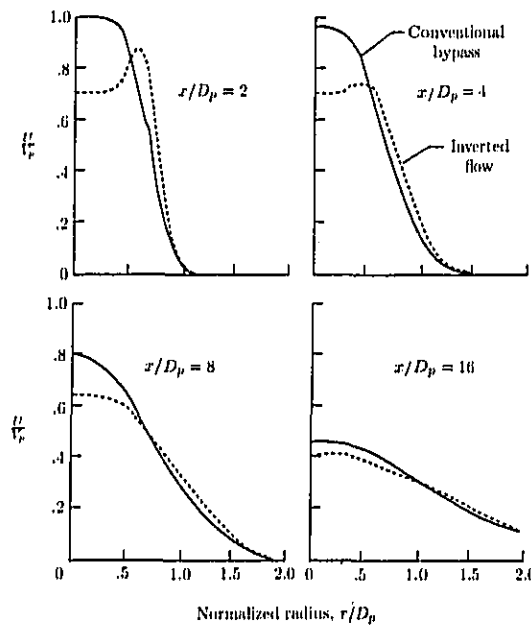 1.0
.8
.6
.4
.2
0
U
V_p
x/D_p = 2
Conventional
bypass
x/D_p = 4
Inverted
flow
1.0
.8
.6
.4
.2
U
V_p
x/D_p = 8
x/D_p = 16
0 .5 1.0 1.5 2.0
0 .5 1.0 1.5 2.0
Normalized radius, r/D_p